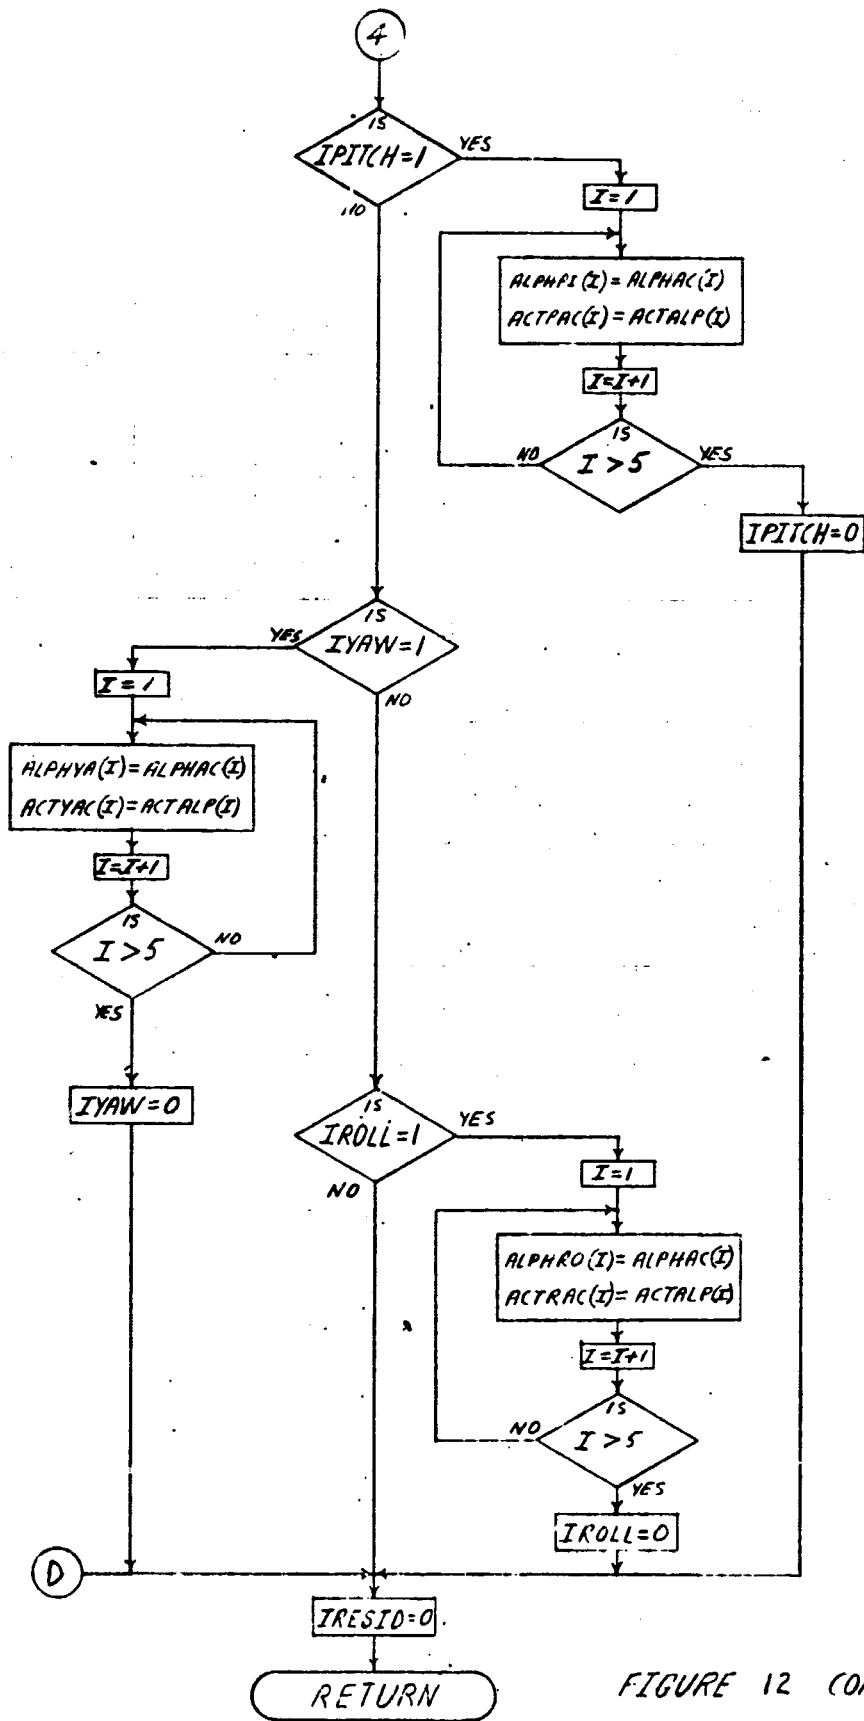 4
IS
IPITCH=1
YES
NO
I=1
ALPHPI(I)=ALPHAC(I)
ACTPAC(I)=ACTALP(I)
I=I+1
IS
I>5
NO
YES
IPITCH=0
IS
IYAW=1
YES
NO
I=1
ALPHYA(I)=ALPHAC(I)
ACTYAC(I)=ACTALP(I)
I=I+1
IS
I>5
NO
YES
IYAW=0
IS
IROLL=1
YES
NO
I=1
ALPHRO(I)=ALPHAC(I)
ACTRAC(I)=ACTALP(I)
I=I+1
IS
I>5
NO
YES
IROLL=0
D
IRESID=0
RETURN
FIGURE 12